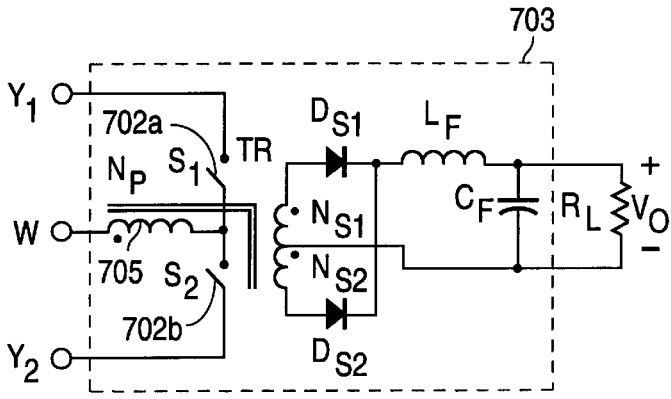 703
Y1
702a
DS1
LF
S1
TR
NP
+
NS1
CF
RL
VO
W
705
S2
NS2
−
702b
Y2
DS2